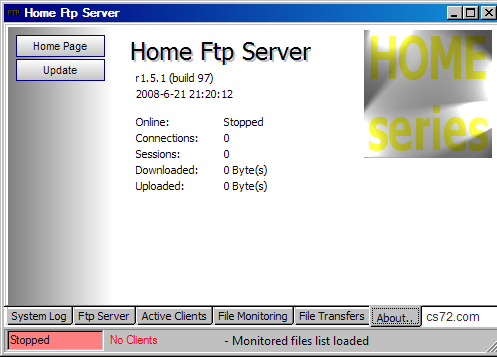 FTP Home Ftp Server
Home Page
Update
Home Ftp Server
r1.5.1 (build 97)
2008-6-21 21:20:12
Online: Stopped
Connections: 0
Sessions: 0
Downloaded: 0 Byte(s)
Uploaded: 0 Byte(s)
HOME
series
System Log Ftp Server Active Clients File Monitoring File Transfers About.. cs72.com
Stopped No Clients - Monitored files list loaded